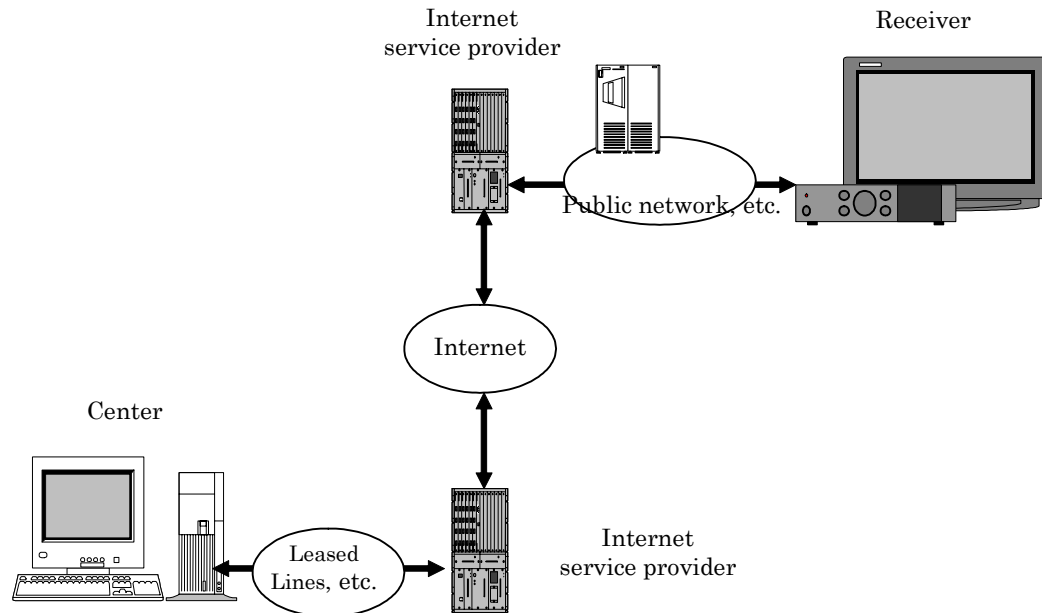 Internet
service provider
Receiver
Public network, etc.
Internet
Center
Leased
Lines, etc.
Internet
service provider